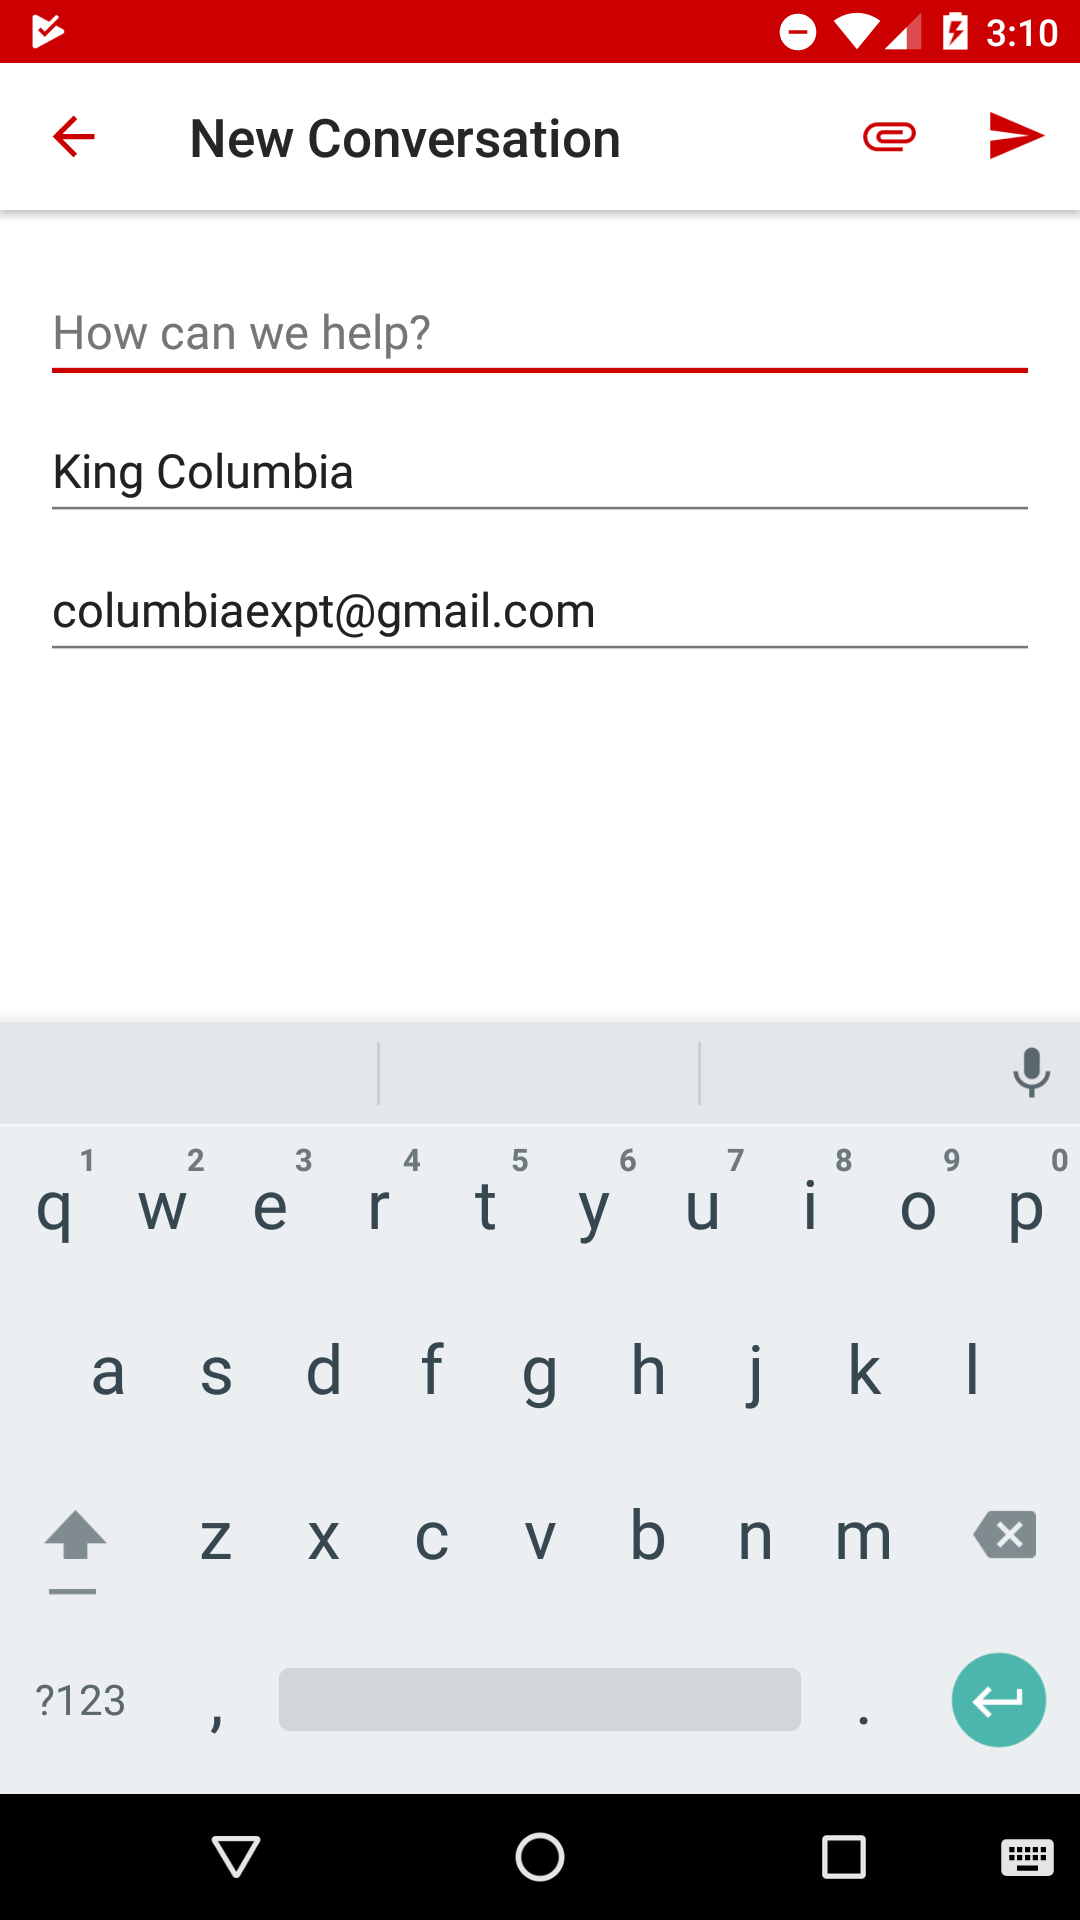 3:10
New Conversation
How can we help?
King Columbia
columbiaexpt@gmail.com
1 2 3 4 5 6 7 8 9 0
q w e r t y u i o p
a s d f g h j k l
z x c v b n m
?123 , .